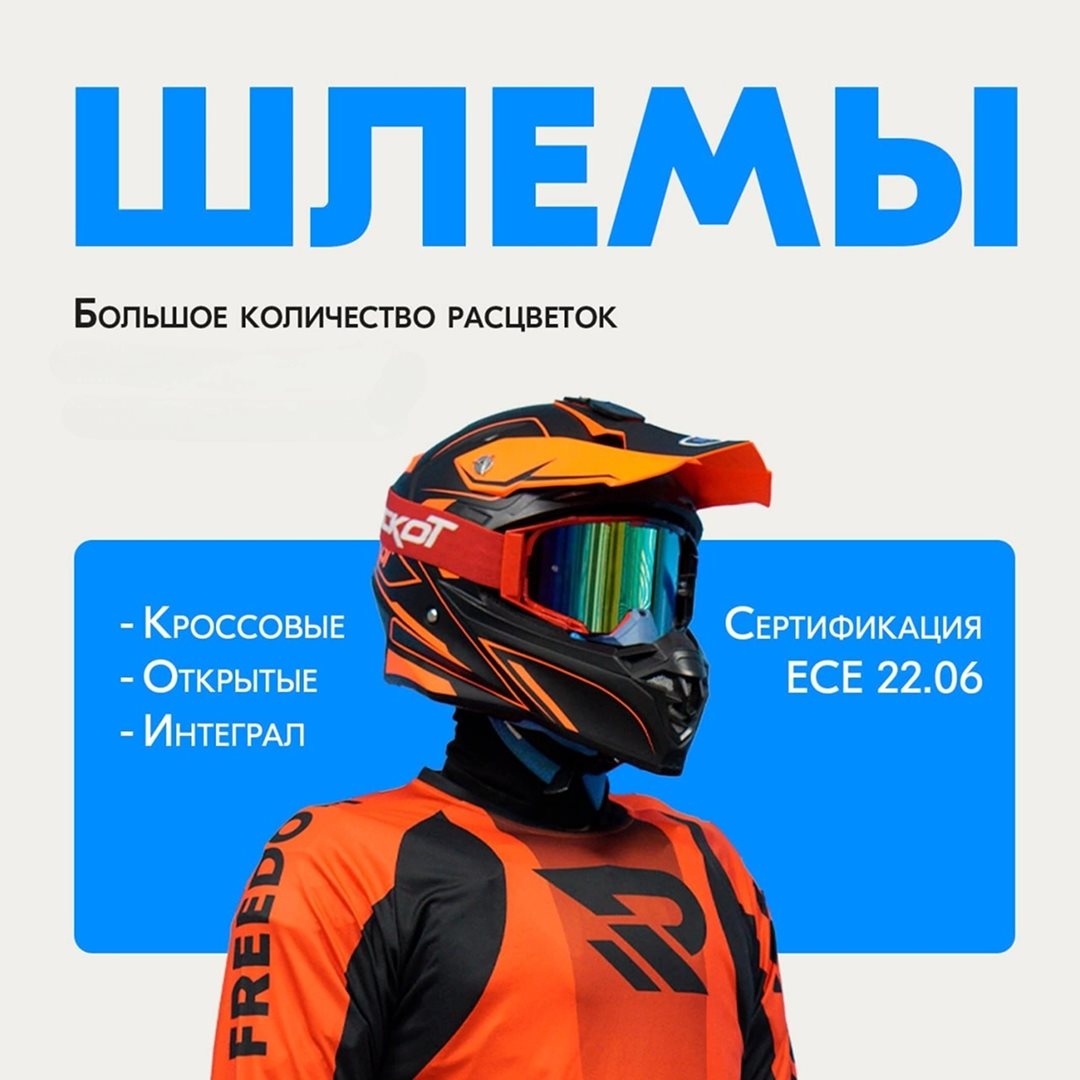 ШЛЕМЫ
Большое количество расцветок
- Кроссовые
- Открытые
- Интеграл
Сертификация
ECE 22.06
FREEDO